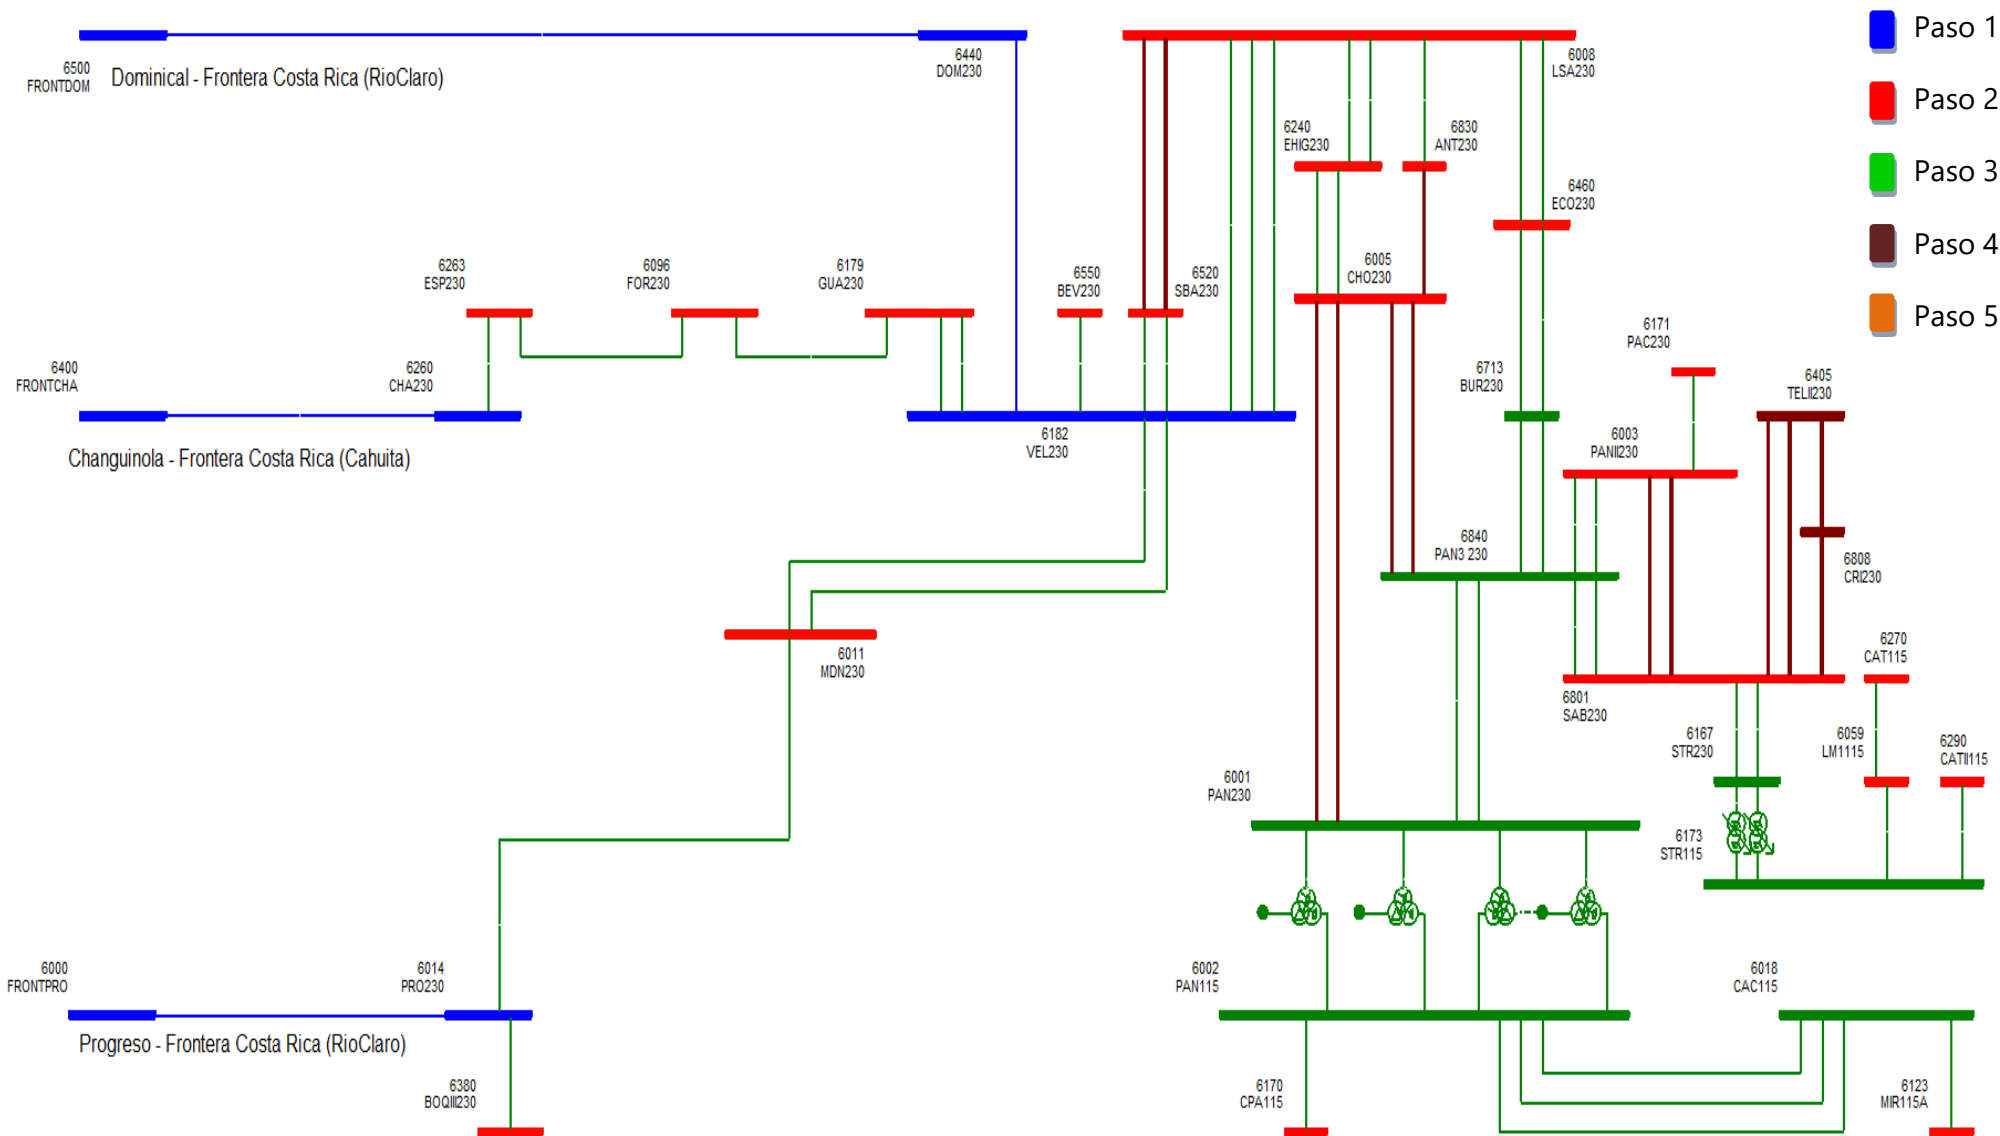 Paso 1
Paso 2
Paso 3
Paso 4
Paso 5
6500
FRONTDOM
Dominical - Frontera Costa Rica (RioClaro)
6440
DOM230
6008
LSA230
6240
EHIG230
6830
ANT230
6460
ECO230
6263
ESP230
6096
FOR230
6179
GUA230
6550
BEV230
6520
SBA230
6005
CHO230
6171
PAC230
6400
FRONTCHA
6260
CHA230
6713
BUR230
6405
TELII230
Changuinola - Frontera Costa Rica (Cahuita)
6182
VEL230
6003
PANII230
6840
PAN3 230
6808
CRI230
6011
MDN230
6270
CAT115
6801
SAB230
6167
STR230
6059
LM1115
6290
CATII115
6001
PAN230
6173
STR115
6000
FRONTPRO
6014
PRO230
6002
PAN115
6018
CAC115
Progreso - Frontera Costa Rica (RioClaro)
6380
BOQIII230
6170
CPA115
6123
MIR115A